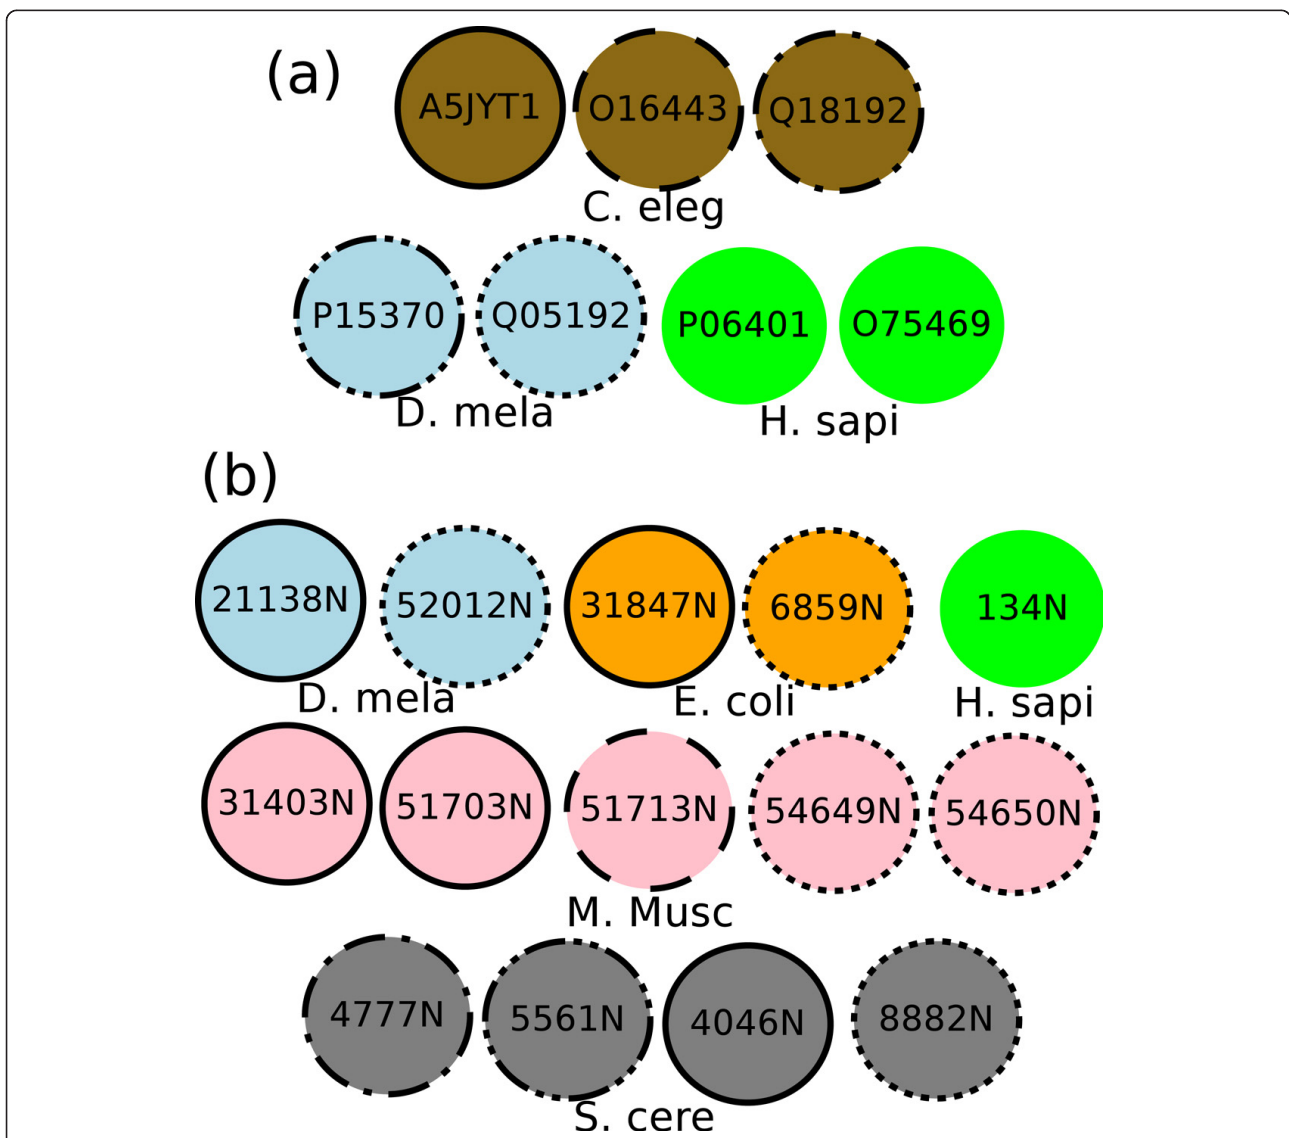 (a)
A5JYT1 O16443 Q18192
C. eleg
P15370 Q05192 P06401 O75469
D. mela H. sapi
(b)
21138N 52012N 31847N 6859N 134N
D. mela E. coli H. sapi
31403N 51703N 51713N 54649N 54650N
M. Musc
4777N 5561N 4046N 8882N
S. cere